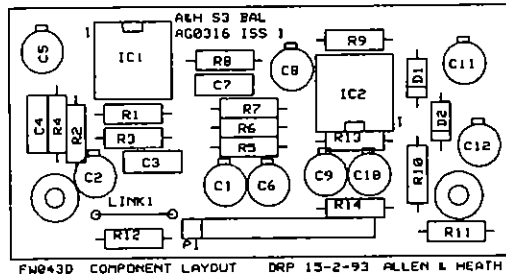 A&H S3 BAL
AG0316 ISS 1
1
C5
IC1
R8
C7
C8
R9
IC2
D1
C11
C4
R4
R2
R1
R3
C3
R7
R6
R5
R13
1
D2
C12
C2
C1
C6
C9
C10
R10
LINK1
R14
R12
P1
R11
FW043D COMPONENT LAYOUT DRP 15-2-93 ALLEN & HEATH